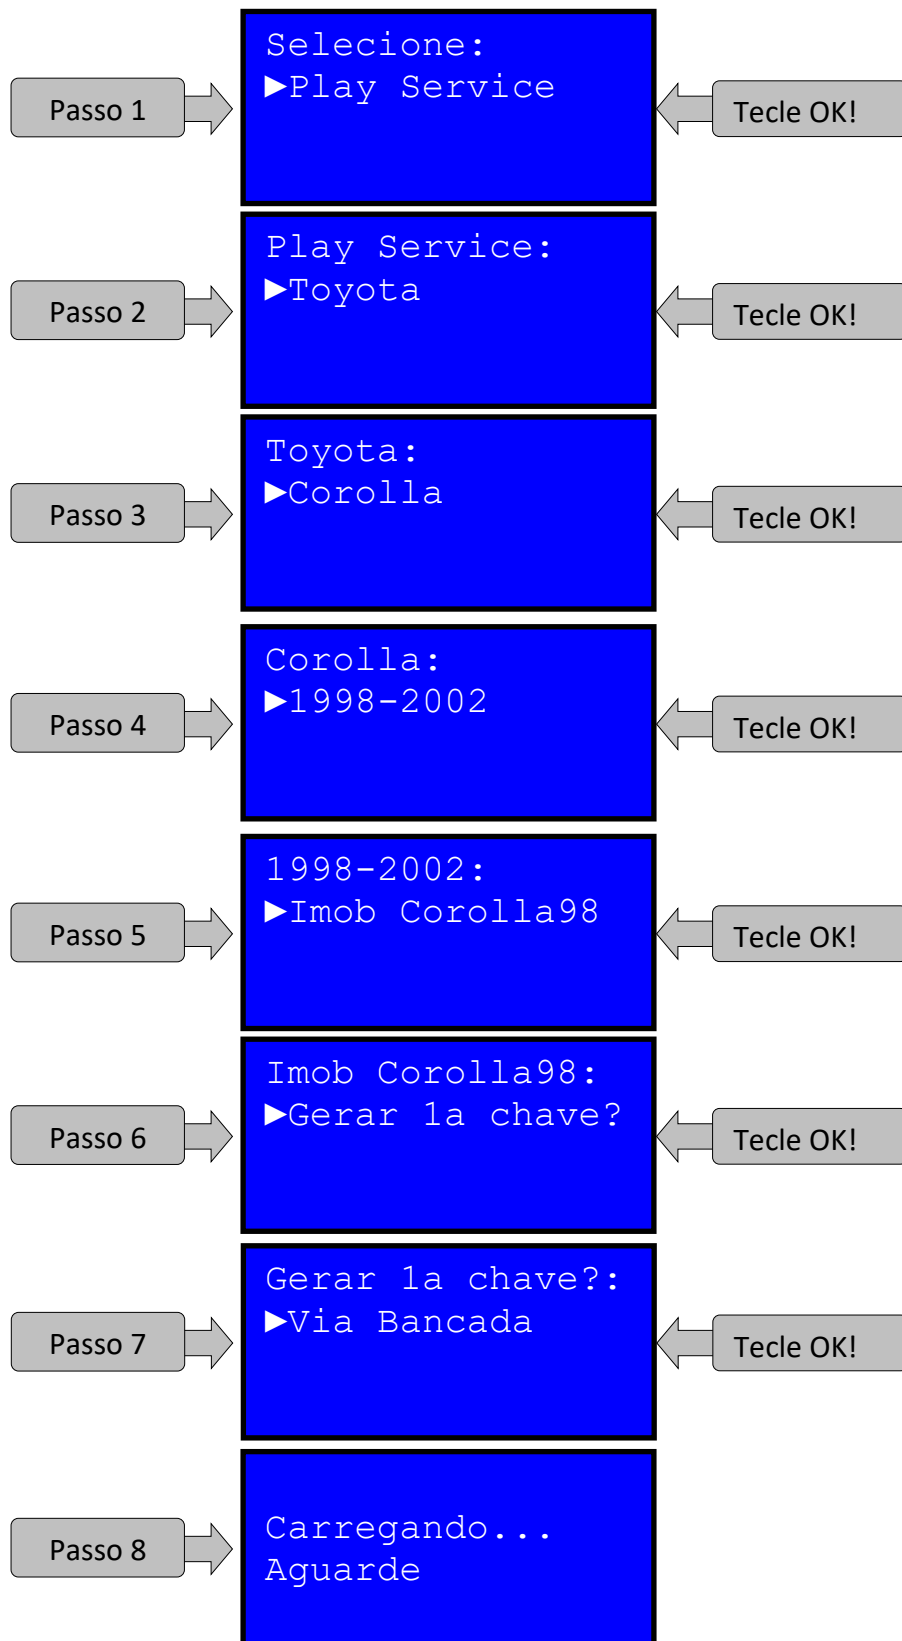 Selecione:
►Play Service
Passo 1
Tecle OK!
Play Service:
►Toyota
Passo 2
Tecle OK!
Toyota:
►Corolla
Passo 3
Tecle OK!
Corolla:
►1998-2002
Passo 4
Tecle OK!
1998-2002:
►Imob Corolla98
Passo 5
Tecle OK!
Imob Corolla98:
►Gerar 1a chave?
Passo 6
Tecle OK!
Gerar 1a chave?:
►Via Bancada
Passo 7
Tecle OK!
Carregando...
Aguarde
Passo 8